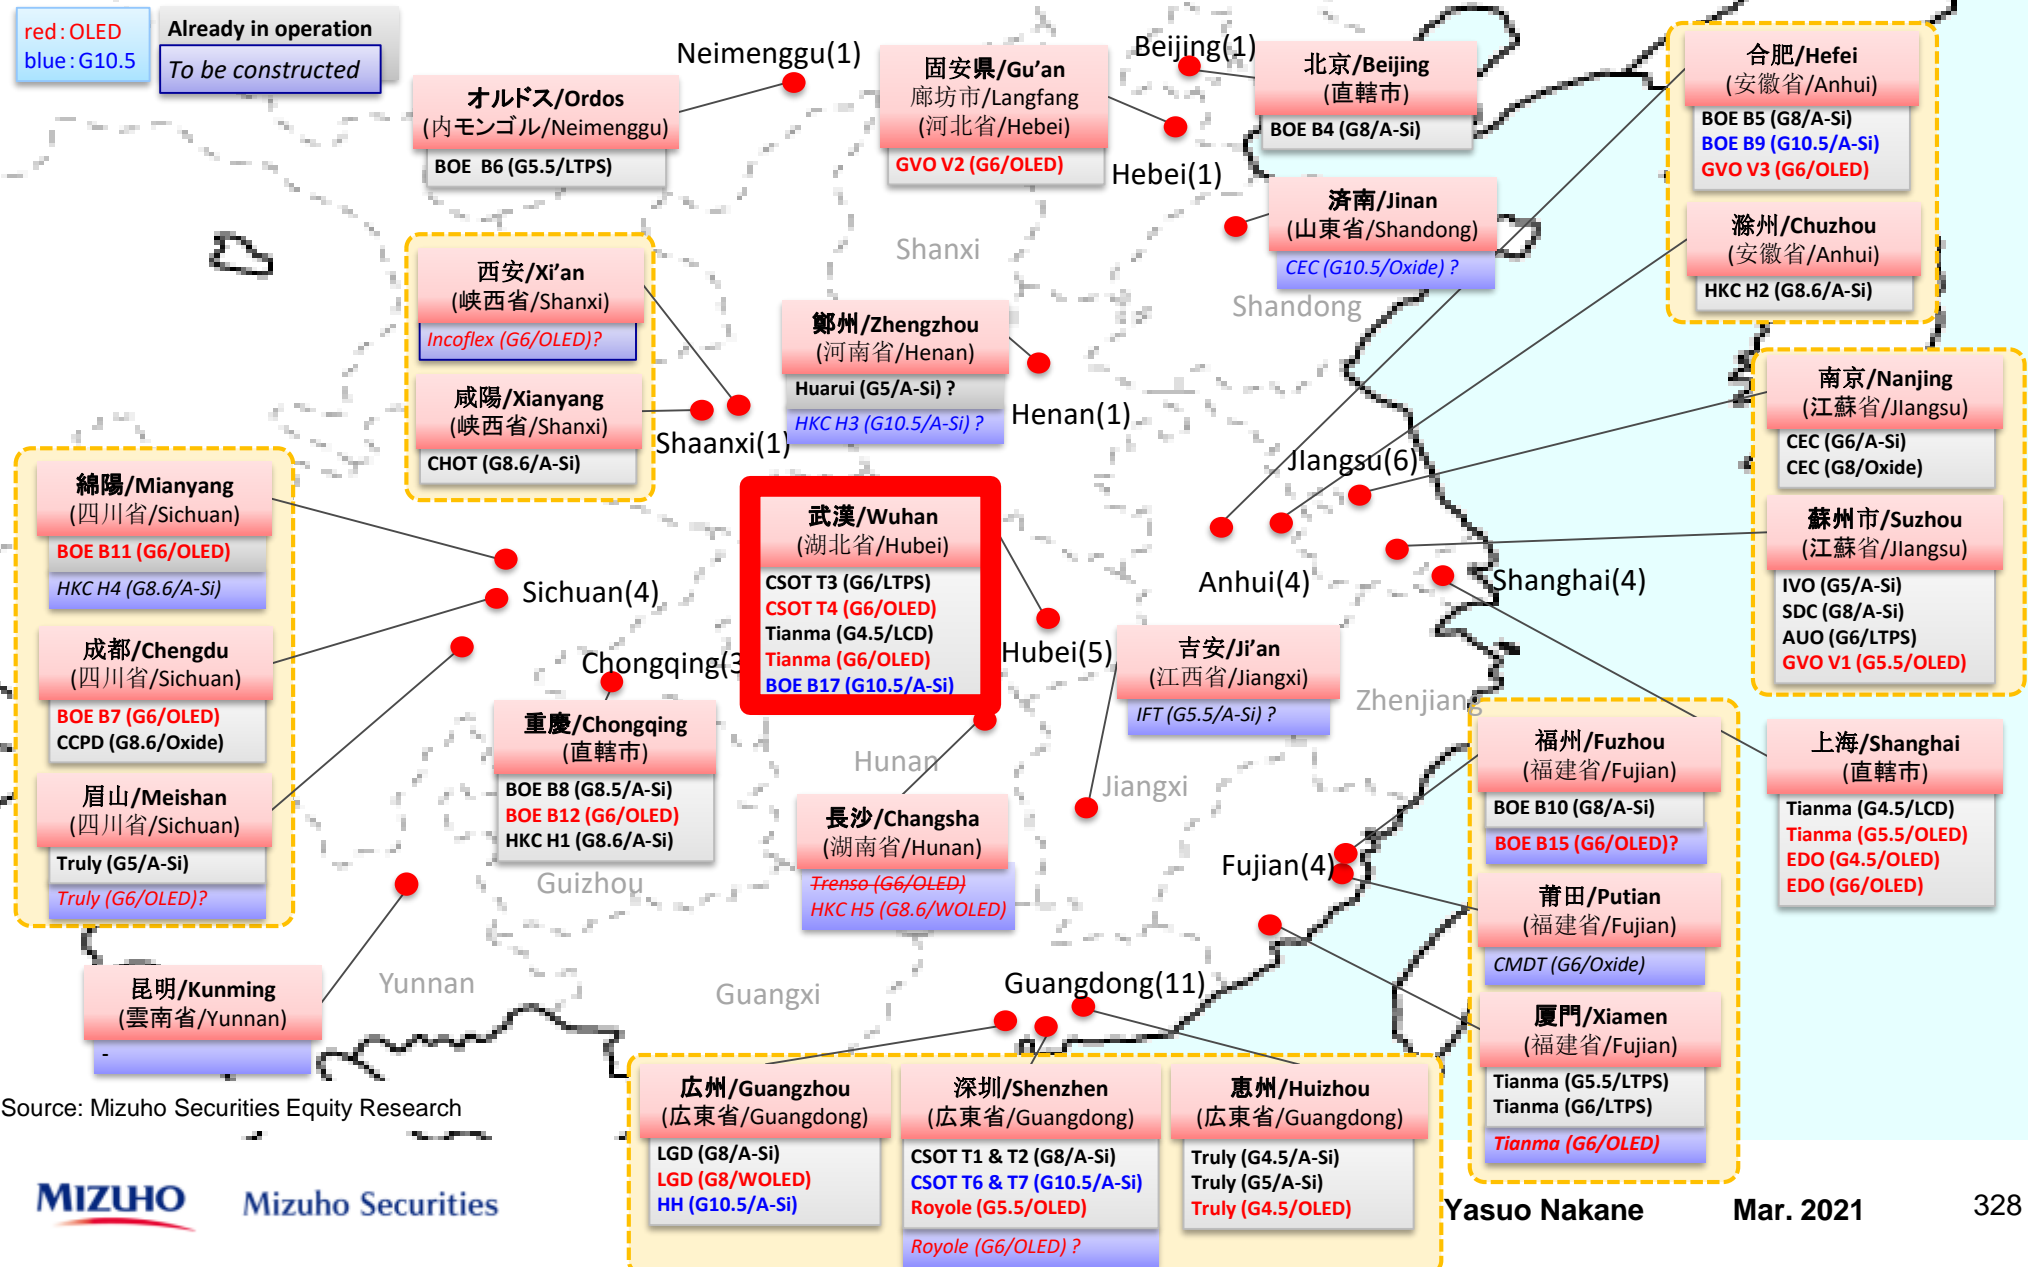 red：OLED
blue：G10.5
Already in operation
To be constructed
Neimenggu(1)
オルドス/Ordos
(内モンゴル/Neimenggu)
BOE  B6 (G5.5/LTPS)
固安県/Gu’an
廊坊市/Langfang
(河北省/Hebei)
GVO V2 (G6/OLED)
Hebei(1)
Beijing(1)
北京/Beijing
(直轄市)
BOE B4 (G8/A-Si)
合肥/Hefei
(安徽省/Anhui)
BOE B5 (G8/A-Si)
BOE B9 (G10.5/A-Si)
GVO V3 (G6/OLED)
済南/Jinan
(山東省/Shandong)
CEC (G10.5/Oxide) ?
滁州/Chuzhou
(安徽省/Anhui)
HKC H2 (G8.6/A-Si)
Shanxi
Shandong
西安/Xi’an
(峡西省/Shanxi)
Incoflex (G6/OLED)?
咸陽/Xianyang
(峡西省/Shanxi)
CHOT (G8.6/A-Si)
Shaanxi(1)
鄭州/Zhengzhou
(河南省/Henan)
Huarui (G5/A-Si) ?
HKC H3 (G10.5/A-Si) ?
Henan(1)
JIangsu(6)
南京/Nanjing
(江蘇省/JIangsu)
CEC (G6/A-Si)
CEC (G8/Oxide)
蘇州市/Suzhou
(江蘇省/JIangsu)
IVO (G5/A-Si)
SDC (G8/A-Si)
AUO (G6/LTPS)
GVO V1 (G5.5/OLED)
綿陽/Mianyang
(四川省/Sichuan)
BOE B11 (G6/OLED)
HKC H4 (G8.6/A-Si)
成都/Chengdu
(四川省/Sichuan)
BOE B7 (G6/OLED)
CCPD (G8.6/Oxide)
眉山/Meishan
(四川省/Sichuan)
Truly (G5/A-Si)
Truly (G6/OLED)?
Sichuan(4)
武漢/Wuhan
(湖北省/Hubei)
CSOT T3 (G6/LTPS)
CSOT T4 (G6/OLED)
Tianma (G4.5/LCD)
Tianma (G6/OLED)
BOE B17 (G10.5/A-Si)
Anhui(4)
Shanghai(4)
Chongqing(3
Hubei(5)
重慶/Chongqing
(直轄市)
BOE B8 (G8.5/A-Si)
BOE B12 (G6/OLED)
HKC H1 (G8.6/A-Si)
吉安/Ji’an
(江西省/Jiangxi)
IFT (G5.5/A-Si) ?
Zhenjiang
Hunan
Jiangxi
長沙/Changsha
(湖南省/Hunan)
Trenso (G6/OLED)
HKC H5 (G8.6/WOLED)
福州/Fuzhou
(福建省/Fujian)
BOE B10 (G8/A-Si)
BOE B15 (G6/OLED)?
上海/Shanghai
(直轄市)
Tianma (G4.5/LCD)
Tianma (G5.5/OLED)
EDO (G4.5/OLED)
EDO (G6/OLED)
Fujian(4)
莆田/Putian
(福建省/Fujian)
CMDT (G6/Oxide)
厦門/Xiamen
(福建省/Fujian)
Tianma (G5.5/LTPS)
Tianma (G6/LTPS)
Tianma (G6/OLED)
Guizhou
Yunnan
Guangxi
Guangdong(11)
昆明/Kunming
(雲南省/Yunnan)
-
広州/Guangzhou
(広東省/Guangdong)
LGD (G8/A-Si)
LGD (G8/WOLED)
HH (G10.5/A-Si)
深圳/Shenzhen
(広東省/Guangdong)
CSOT T1 & T2 (G8/A-Si)
CSOT T6 & T7 (G10.5/A-Si)
Royole (G5.5/OLED)
Royole (G6/OLED) ?
恵州/Huizhou
(広東省/Guangdong)
Truly (G4.5/A-Si)
Truly (G5/A-Si)
Truly (G4.5/OLED)
Source: Mizuho Securities Equity Research
MIZUHO Mizuho Securities
Yasuo Nakane
Mar. 2021
328